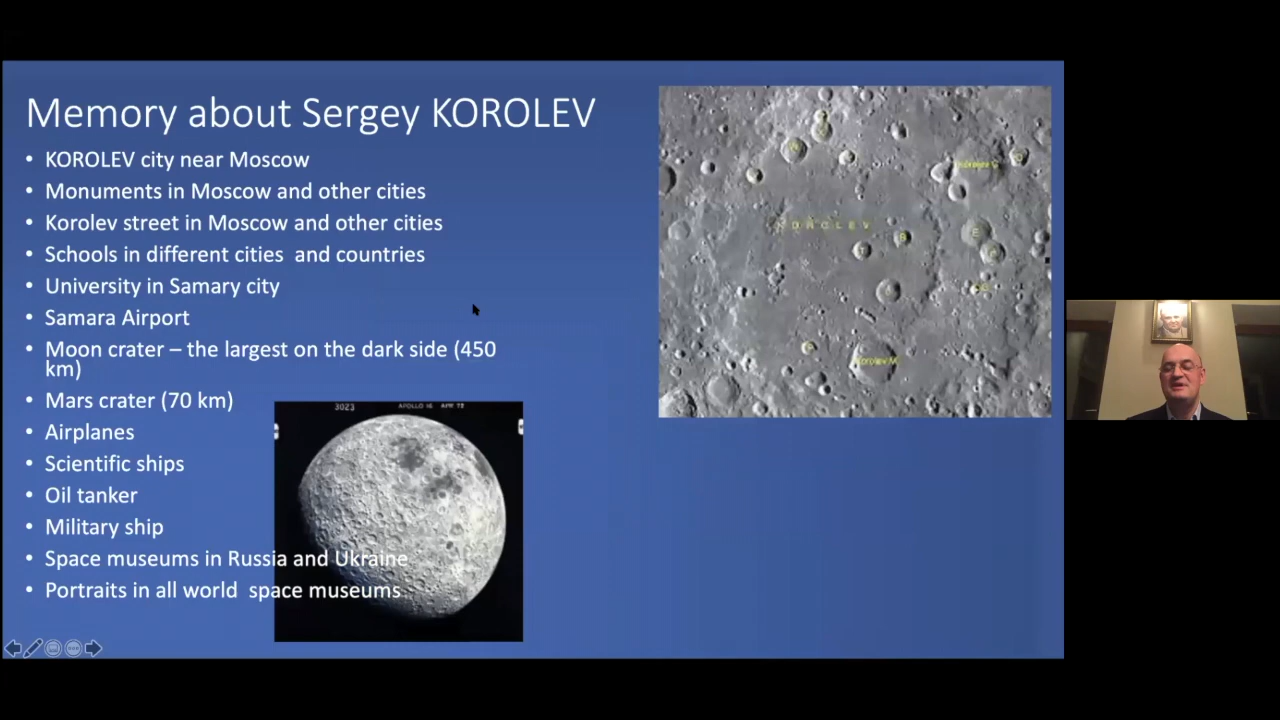 Memory about Sergey KOROLEV
• KOROLEV city near Moscow
• Monuments in Moscow and other cities
• Korolev street in Moscow and other cities
• Schools in different cities  and countries
• University in Samary city
• Samara Airport
• Moon crater – the largest on the dark side (450
km)
• Mars crater (70 km)
• Airplanes
• Scientific ships
• Oil tanker
• Military ship
• Space museums in Russia and Ukraine
• Portraits in all world  space museums
3023 APOLLO 16 APR 72
KOROLEV
E
Korolev M